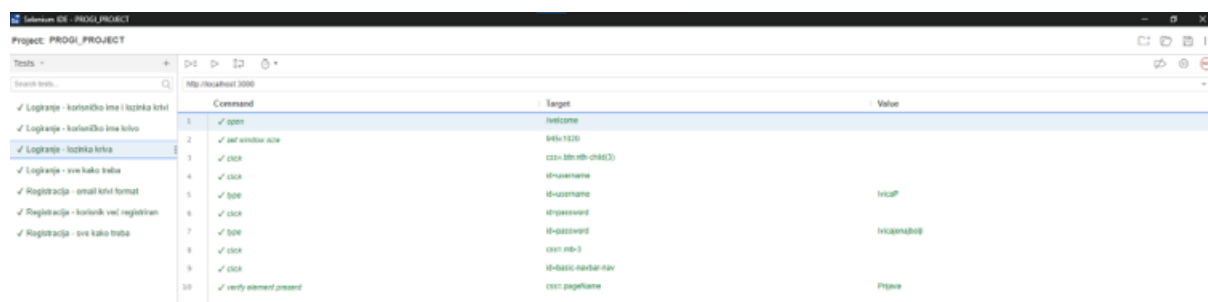 Selenium IDE - PROGI_PROJECT
Project: PROGI_PROJECT
Tests
Search tests...
http://localhost:3000
✓ Logiranje - korisničko ime i lozinka krivi
✓ Logiranje - korisničko ime krivo
✓ Logiranje - lozinka kriva
✓ Logiranje - sve kako treba
✓ Registracija - email krivi format
✓ Registracija - korisnik već registriran
✓ Registracija - sve kako treba
Command Target Value
1 ✓ open /welcome
2 ✓ set window size 945x1020
3 ✓ click css=.btn:nth-child(3)
4 ✓ click id=username
5 ✓ type id=username IvicaP
6 ✓ click id=password
7 ✓ type id=password Ivicajenajbolji
8 ✓ click css=.mb-3
9 ✓ click id=basic-navbar-nav
10 ✓ verify element present css=.pageName Prijava